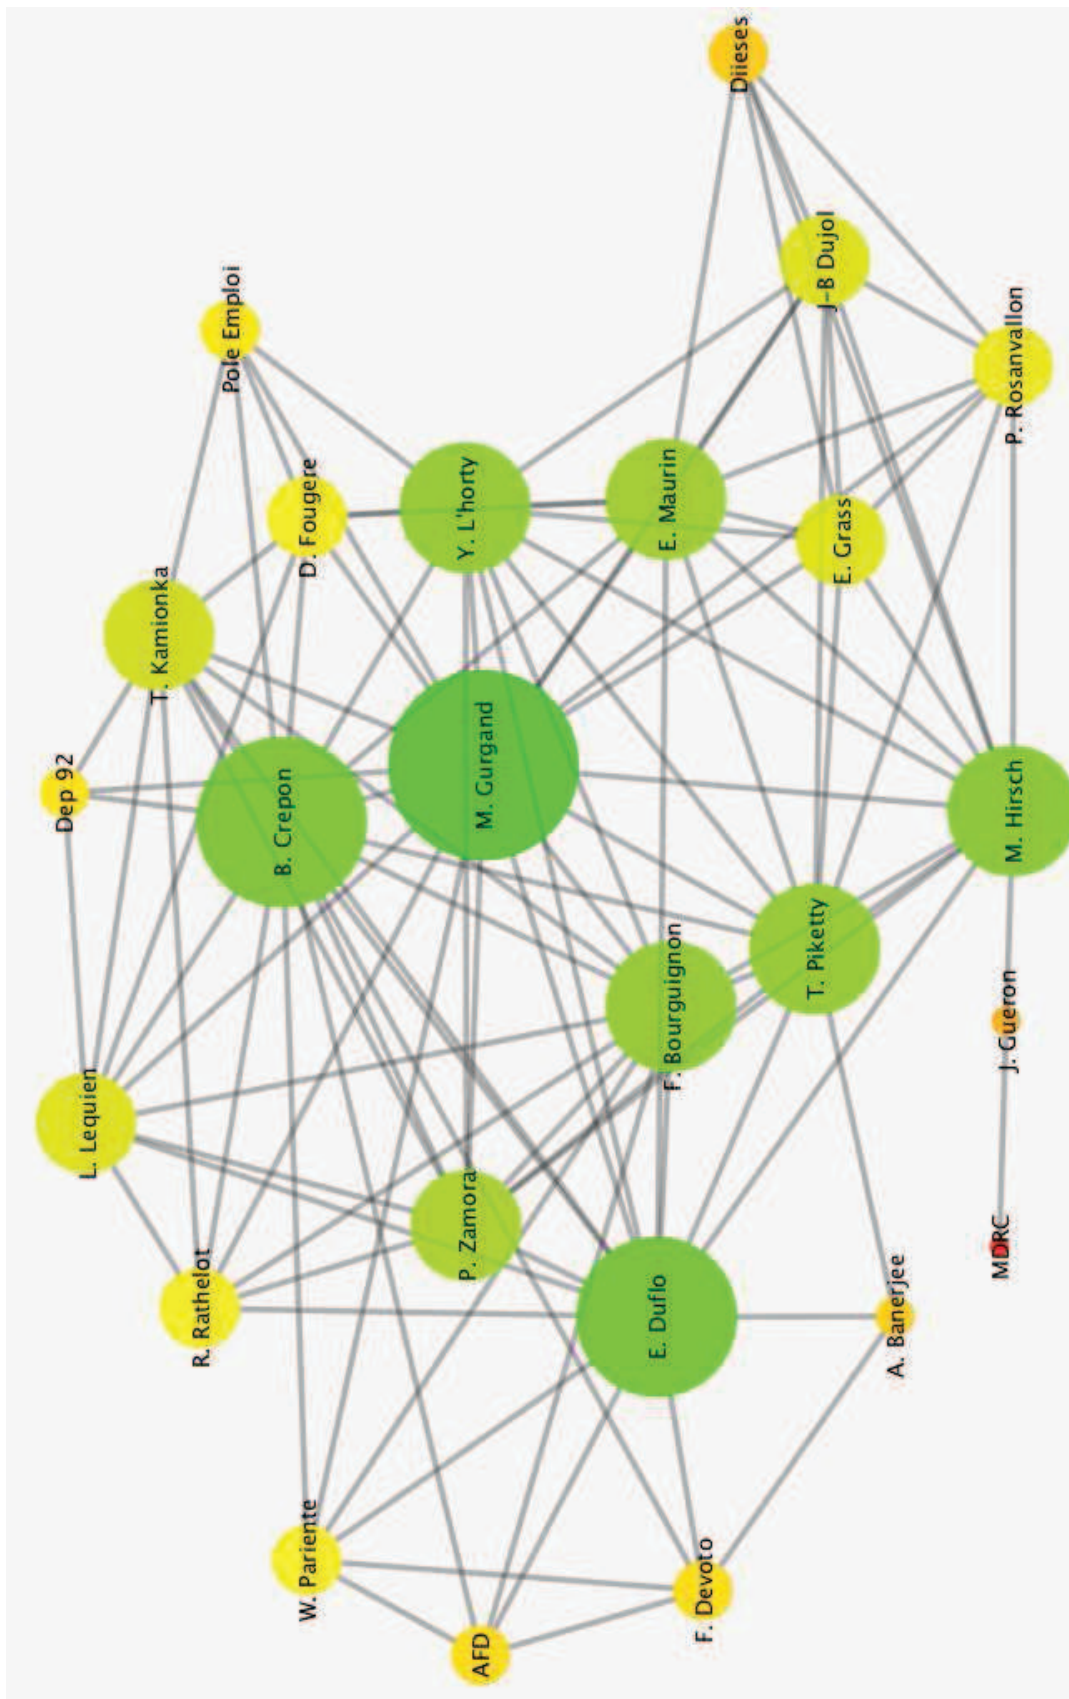 Dep 92
L. Lequien
T. Kamionka
R. Rathelot
Pole Emploi
B. Crepon
W. Pariente
D. Fougere
AFD
P. Zamora
M. Gurgand
Y. L'horty
E. Duflo
F. Bourguignon
E. Maurin
F. Devoto
Diieses
T. Piketty
J-B Dujol
E. Grass
A. Banerjee
MDRC
J. Gueron
M. Hirsch
P. Rosanvallon